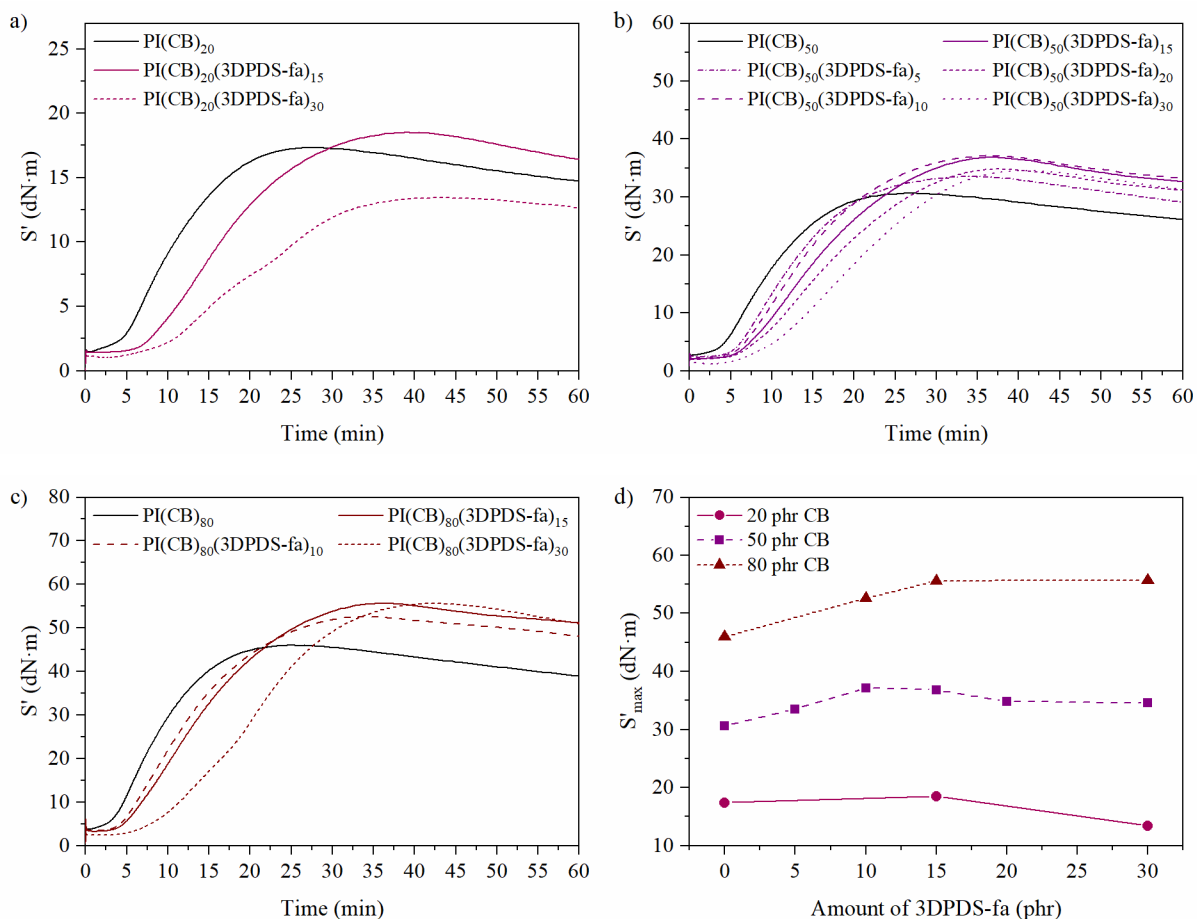 a)
S' (dN·m)
25
20
15
10
5
0
PI(CB)₂₀
PI(CB)₂₀(3DPDS-fa)₁₅
PI(CB)₂₀(3DPDS-fa)₃₀
0 5 10 15 20 25 30 35 40 45 50 55 60
Time (min)
b)
S' (dN·m)
60
50
40
30
20
10
0
PI(CB)₅₀ PI(CB)₅₀(3DPDS-fa)₁₅
PI(CB)₅₀(3DPDS-fa)₅ PI(CB)₅₀(3DPDS-fa)₂₀
PI(CB)₅₀(3DPDS-fa)₁₀ PI(CB)₅₀(3DPDS-fa)₃₀
0 5 10 15 20 25 30 35 40 45 50 55 60
Time (min)
c)
S' (dN·m)
80
70
60
50
40
30
20
10
0
PI(CB)₈₀ PI(CB)₈₀(3DPDS-fa)₁₅
PI(CB)₈₀(3DPDS-fa)₁₀ PI(CB)₈₀(3DPDS-fa)₃₀
0 5 10 15 20 25 30 35 40 45 50 55 60
Time (min)
d)
S'max (dN·m)
70
60
50
40
30
20
10
20 phr CB
50 phr CB
80 phr CB
0 5 10 15 20 25 30
Amount of 3DPDS-fa (phr)